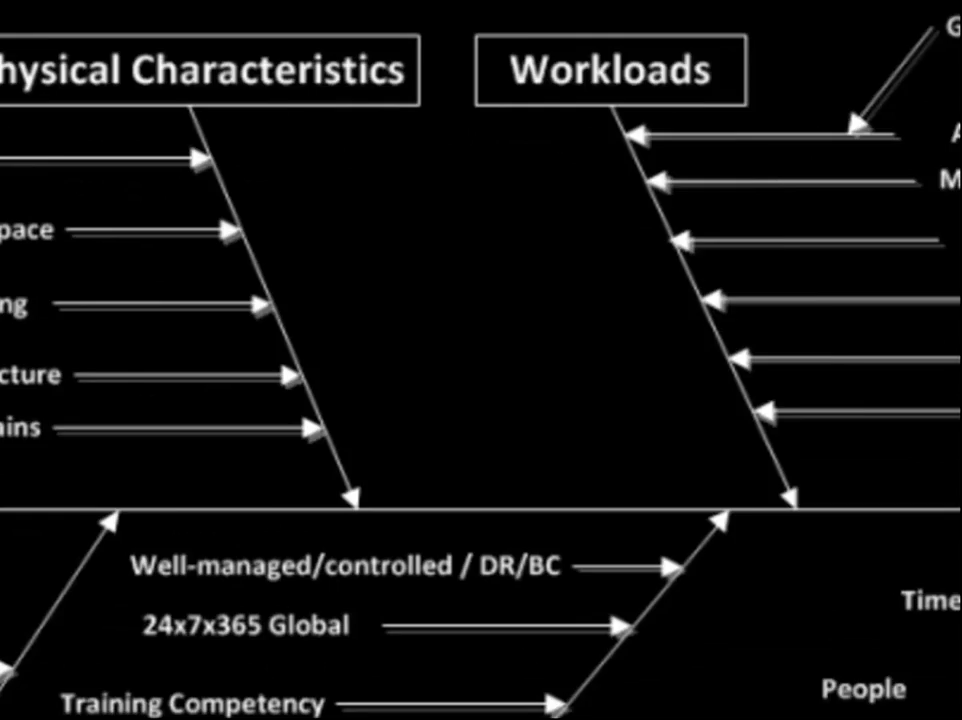 hysical Characteristics
Workloads
G
A
M
pace
ng
cture
ins
Well-managed/controlled / DR/BC
24x7x365 Global
Time
Training Competency
People